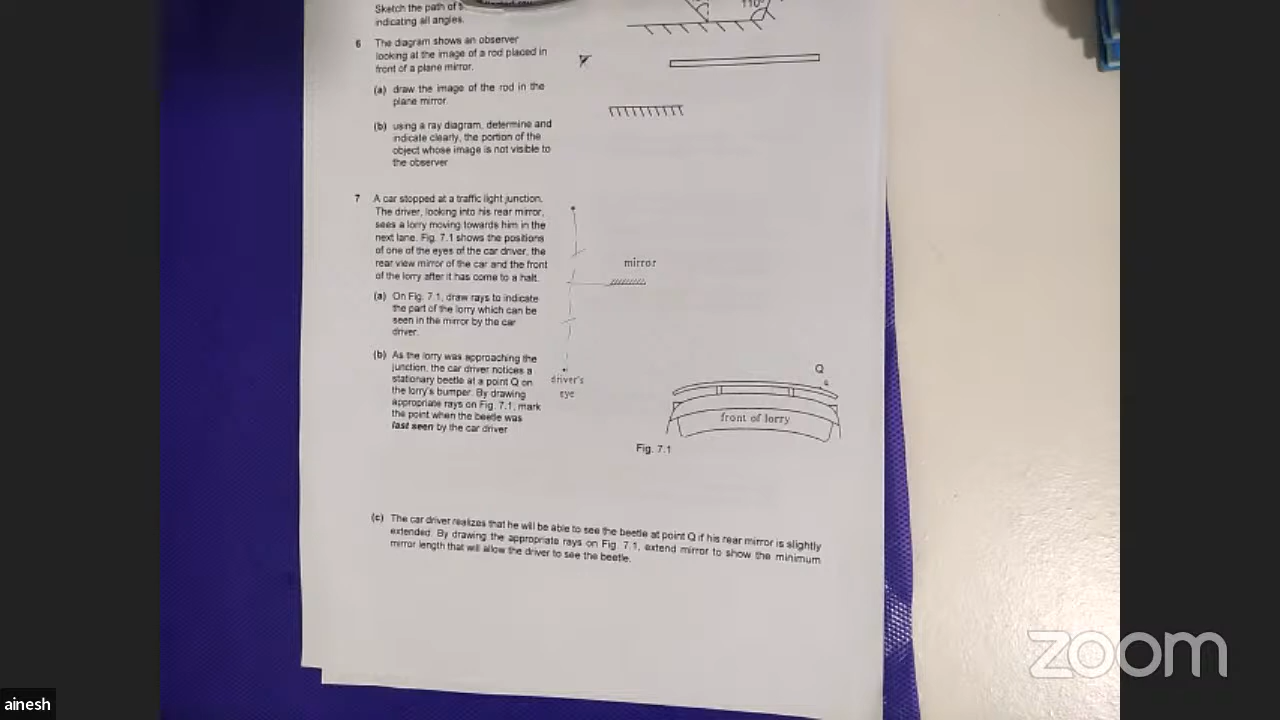 Sketch the path of
indicating all angles.
110°
6 The diagram shows an observer
looking at the image of a rod placed in
front of a plane mirror.
(a) draw the image of the rod in the
plane mirror.
(b) using a ray diagram, determine and
indicate clearly, the portion of the
object whose image is not visible to
the observer
7 A car stopped at a traffic light junction.
The driver, looking into his rear mirror,
sees a lorry moving towards him in the
next lane. Fig. 7.1 shows the positions
of one of the eyes of the car driver, the
rear view mirror of the car and the front
of the lorry after it has come to a halt.
(a) On Fig. 7.1, draw rays to indicate
the part of the lorry which can be
seen in the mirror by the car
driver.
(b) As the lorry was approaching the
junction, the car driver notices a
stationary beetle at a point Q on
the lorry's bumper. By drawing
appropriate rays on Fig. 7.1, mark
the point when the beetle was
last seen by the car driver
mirror
driver's
eye
Q
front of lorry
Fig. 7.1
(c) The car driver realizes that he will be able to see the beetle at point Q if his rear mirror is slightly
extended. By drawing the appropriate rays on Fig. 7.1, extend mirror to show the minimum
mirror length that will allow the driver to see the beetle.
zoom
ainesh